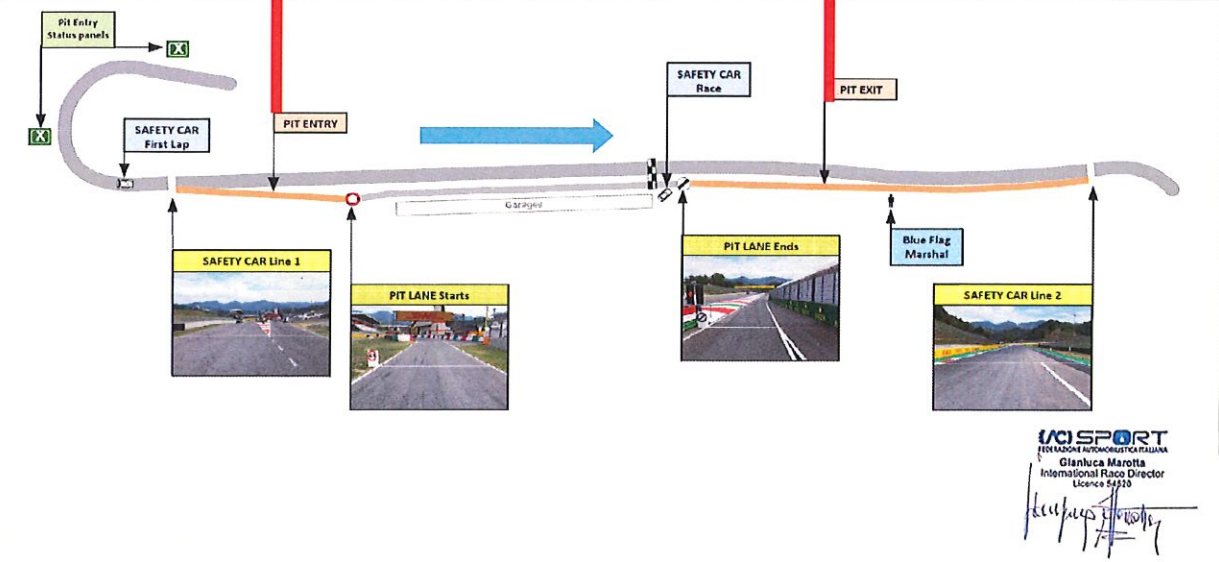 Pit Entry
Status panels
X
X
SAFETY CAR
First Lap
PIT ENTRY
SAFETY CAR
Race
PIT EXIT
Garages
SAFETY CAR Line 1
PIT LANE Starts
PIT LANE Ends
Blue Flag
Marshal
SAFETY CAR Line 2
(/ACI SPORT
FEDERAZIONE AUTOMOBILISTICA ITALIANA
Gianluca Marotta
International Race Director
Licence 54520